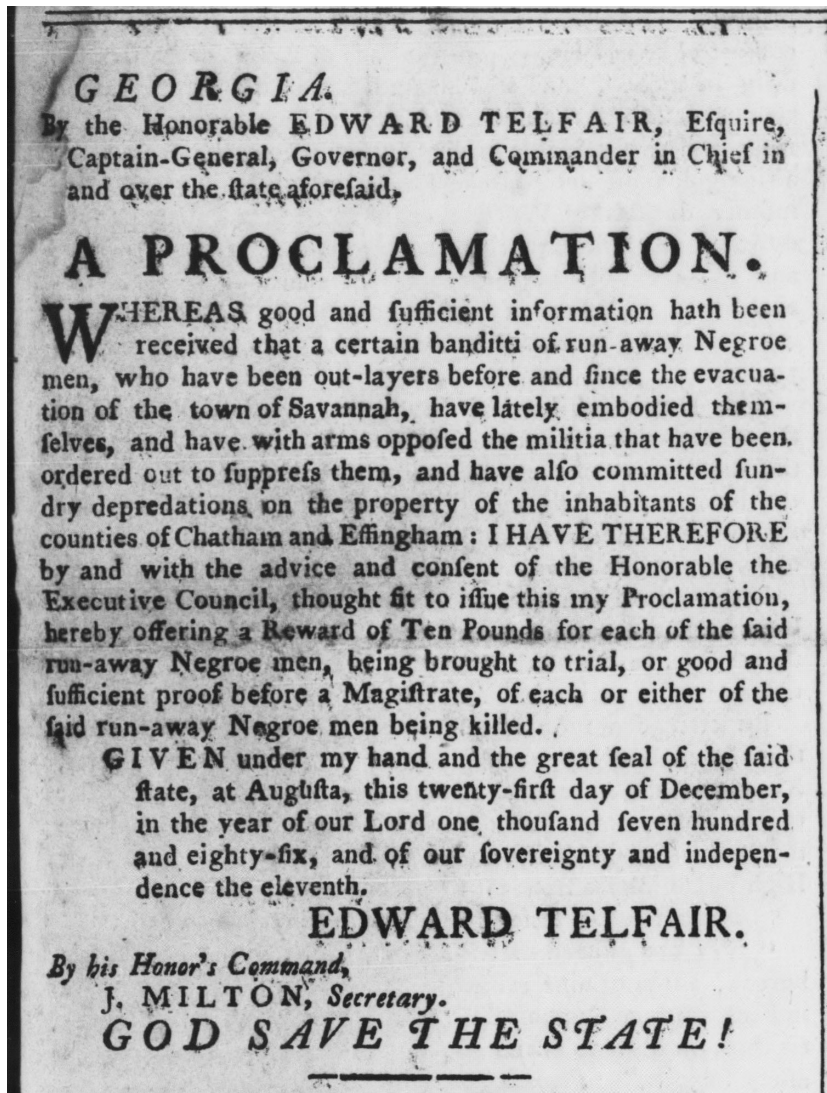 GEORGIA.
By the Honorable EDWARD TELFAIR, Eſquire,
Captain-General, Governor, and Commander in Chief in
and over the ſtate aforeſaid.
A PROCLAMATION.
WHEREAS good and ſufficient information hath been
received that a certain banditti of run-away Negroe
men, who have been out-layers before and ſince the evacua-
tion of the town of Savannah, have lately embodied them-
ſelves, and have with arms oppoſed the militia that have been
ordered out to ſuppreſs them, and have alſo committed ſun-
dry depredations on the property of the inhabitants of the
counties of Chatham and Effingham: I HAVE THEREFORE
by and with the advice and conſent of the Honorable the
Executive Council, thought fit to iſſue this my Proclamation,
hereby offering a Reward of Ten Pounds for each of the ſaid
run-away Negroe men, being brought to trial, or good and
ſufficient proof before a Magiſtrate, of each or either of the
ſaid run-away Negroe men being killed.
GIVEN under my hand and the great ſeal of the ſaid
ſtate, at Auguſta, this twenty-firſt day of December,
in the year of our Lord one thouſand ſeven hundred
and eighty-ſix, and of our ſovereignty and indepen-
dence the eleventh.
EDWARD TELFAIR.
By his Honor's Command,
J. MILTON, Secretary.
GOD SAVE THE STATE!